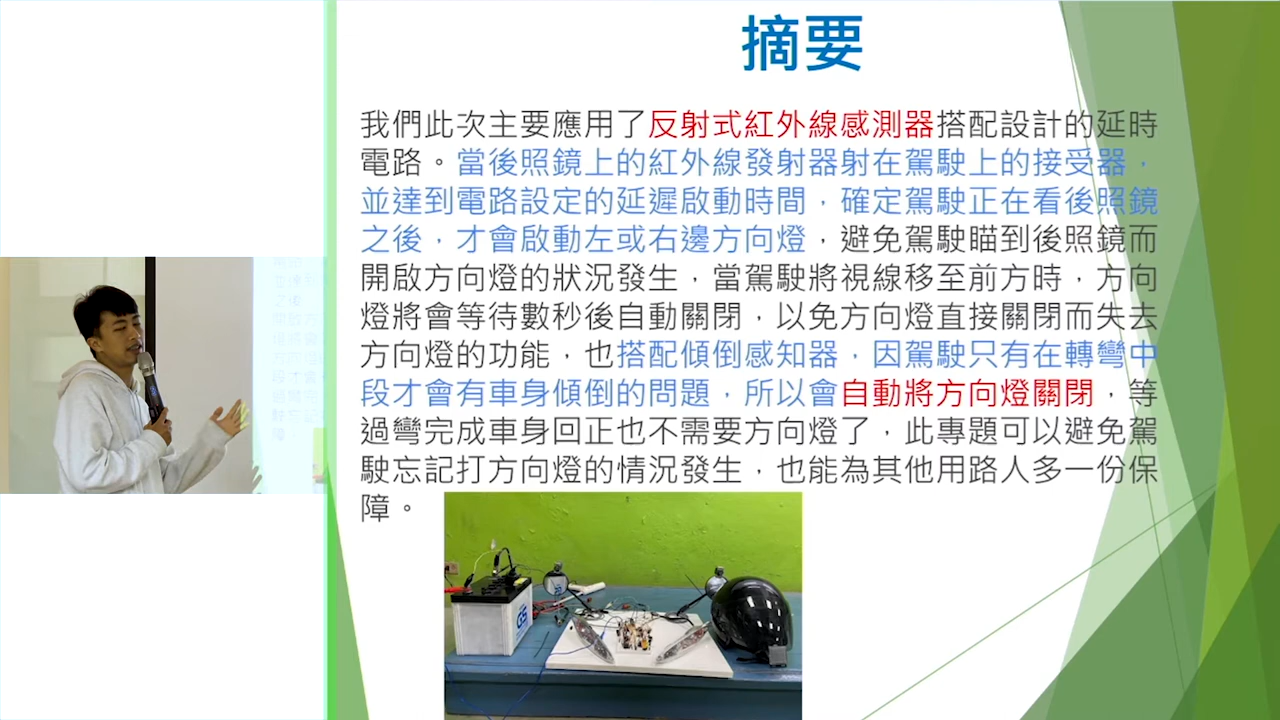 摘要
我們此次主要應用了反射式紅外線感測器搭配設計的延時
電路。當後照鏡上的紅外線發射器射在駕駛上的接受器，
並達到電路設定的延遲啟動時間，確定駕駛正在看後照鏡
之後，才會啟動左或右邊方向燈，避免駕駛瞄到後照鏡而
開啟方向燈的狀況發生，當駕駛將視線移至前方時，方向
燈將會等待數秒後自動關閉，以免方向燈直接關閉而失去
方向燈的功能，也搭配傾倒感知器，因駕駛只有在轉彎中
段才會有車身傾倒的問題，所以會自動將方向燈關閉，等
過彎完成車身回正也不需要方向燈了，此專題可以避免駕
駛忘記打方向燈的情況發生，也能為其他用路人多一份保
障。
GS